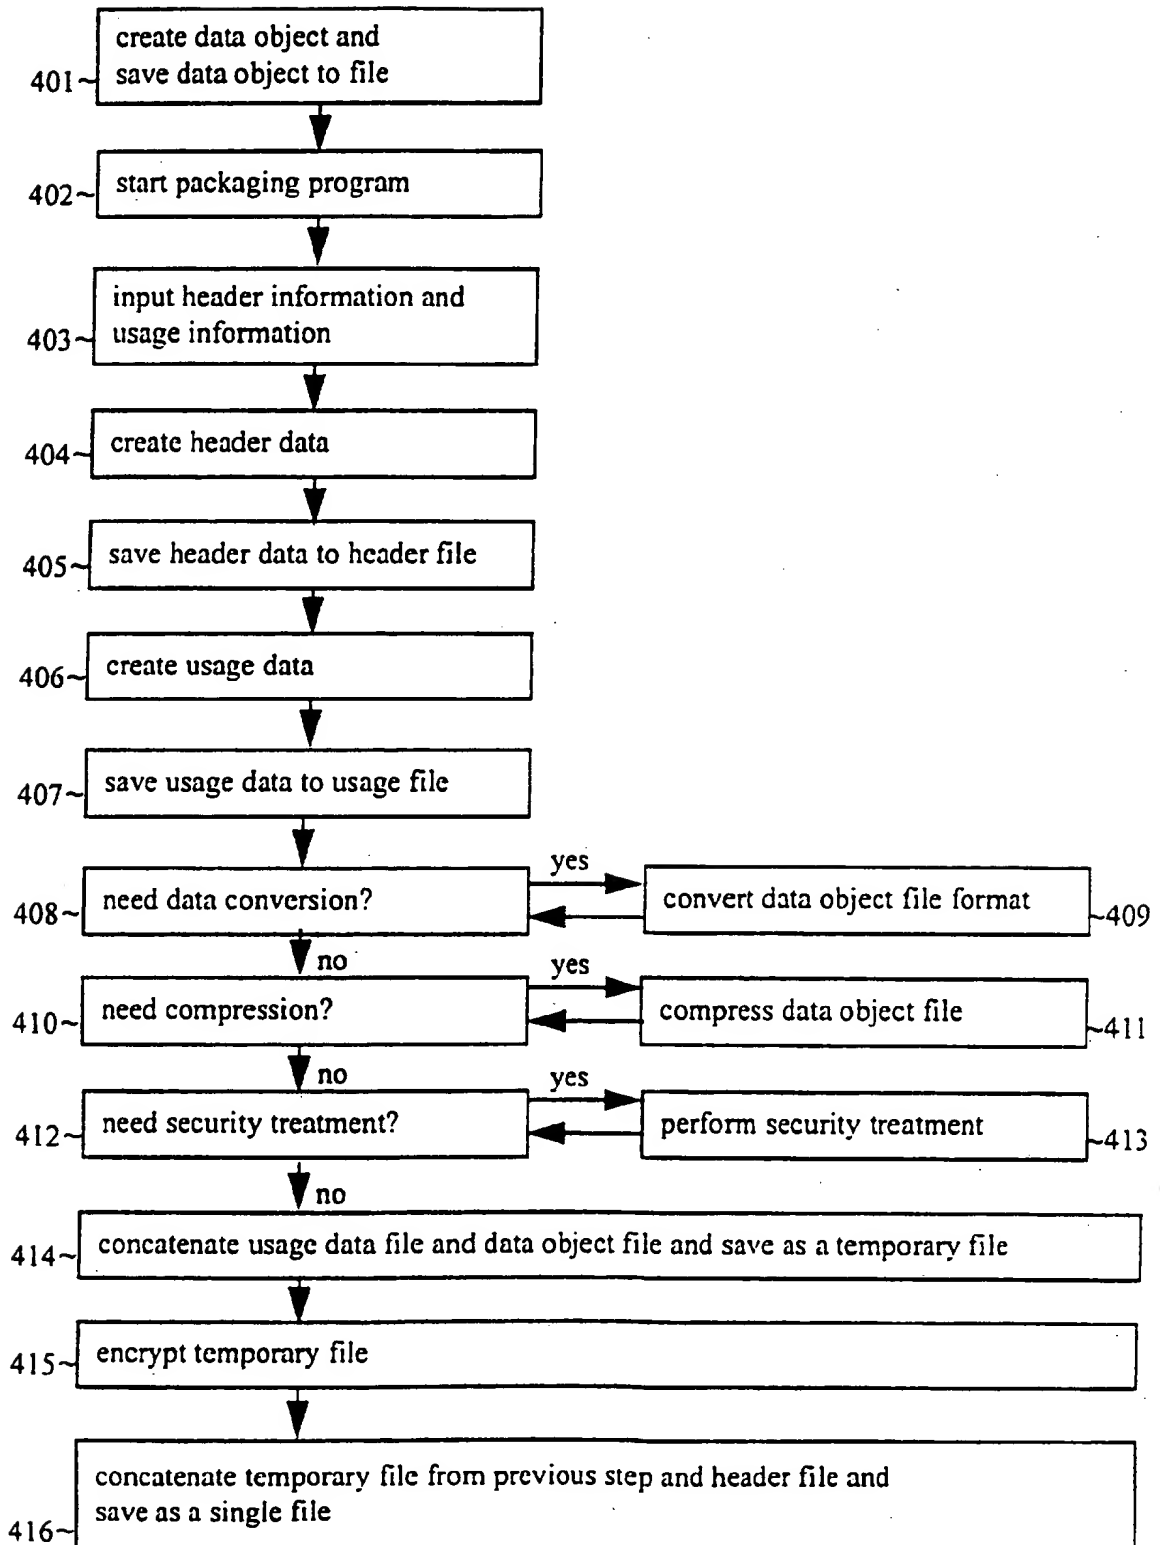 create data object and
save data object to file
401~
start packaging program
402~
input header information and
usage information
403~
create header data
404~
save header data to header file
405~
create usage data
406~
save usage data to usage file
407~
yes
need data conversion?
convert data object file format
408~
~409
no
yes
need compression?
compress data object file
410~
~411
no
yes
need security treatment?
perform security treatment
412~
~413
no
concatenate usage data file and data object file and save as a temporary file
414~
encrypt temporary file
415~
concatenate temporary file from previous step and header file and
save as a single file
416~